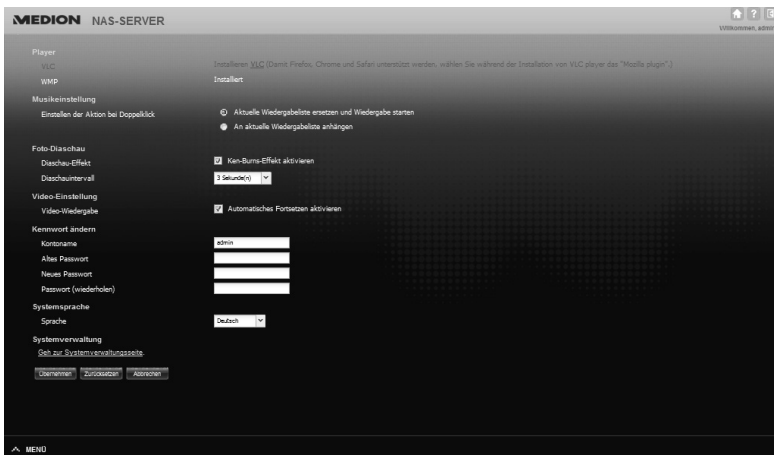 MEDION NAS-SERVER
Willkommen, admin
Player
VLC Installieren VLC (Damit Firefox, Chrome und Safari unterstützt werden, wählen Sie während der Installation von VLC player das "Mozilla plugin".)
WMP Installiert
Musikeinstellung
Einstellen der Aktion bei Doppelklick Aktuelle Wiedergabeliste ersetzen und Wiedergabe starten
An aktuelle Wiedergabeliste anhängen
Foto-Diaschau
Diaschau-Effekt Ken-Burns-Effekt aktivieren
Diaschauintervall 3 Sekunde(n)
Video-Einstellung
Video-Wiedergabe Automatisches Fortsetzen aktivieren
Kennwort ändern
Kontoname admin
Altes Passwort
Neues Passwort
Passwort (wiederholen)
Systemsprache
Sprache Deutsch
Systemverwaltung
Geh zur Systemverwaltungsseite.
Übernehmen Zurücksetzen Abbrechen
MENÜ